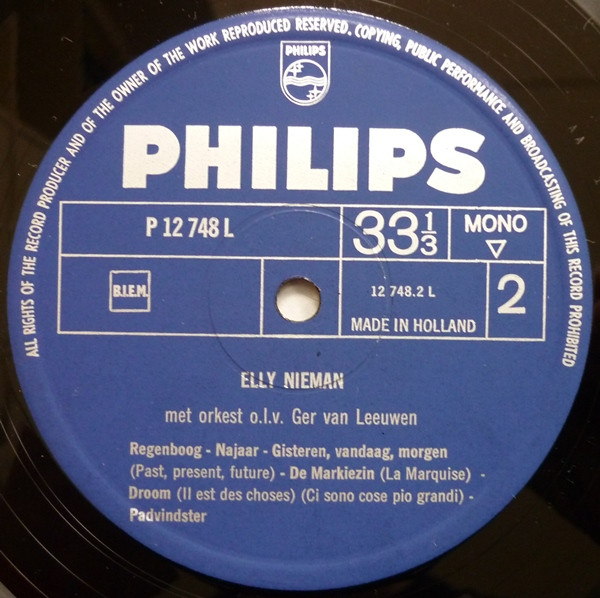 ALL RIGHTS OF THE RECORD PRODUCER AND OF THE OWNER OF THE WORK REPRODUCED RESERVED. COPYING, PUBLIC PERFORMANCE AND BROADCASTING OF THIS RECORD PROHIBITED
PHILIPS
PHILIPS
P 12 748 L
33 1/3
MONO
B.I.E.M.
12 748.2 L
2
MADE IN HOLLAND
ELLY NIEMAN
met orkest o.l.v. Ger van Leeuwen
Regenboog - Najaar - Gisteren, vandaag, morgen
(Past, present, future) - De Markiezin (La Marquise) -
Droom (Il est des choses) (Ci sono cose pio grandi) -
Padvindster